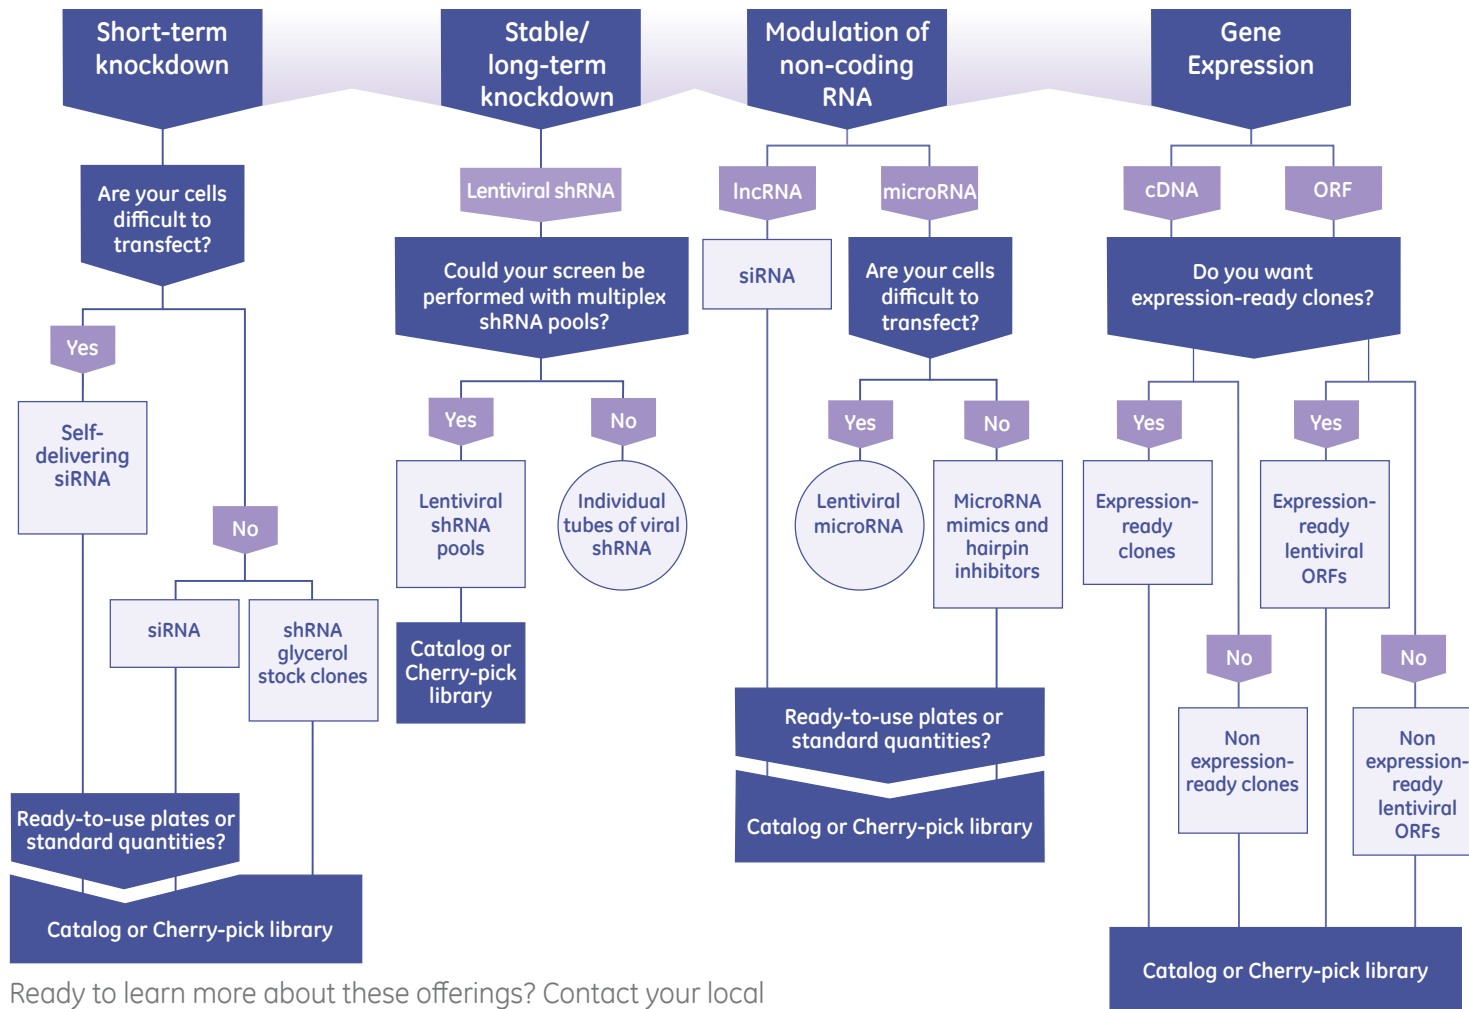 Short-term
knockdown
Stable/
long-term
knockdown
Modulation of
non-coding
RNA
Gene
Expression
Are your cells
difficult to
transfect?
Yes
Self-
delivering
siRNA
No
siRNA
shRNA
glycerol
stock clones
Ready-to-use plates or
standard quantities?
Catalog or Cherry-pick library
Lentiviral shRNA
Could your screen be
performed with multiplex
shRNA pools?
Yes
No
Lentiviral
shRNA
pools
Individual
tubes of viral
shRNA
Catalog or
Cherry-pick
library
lncRNA
microRNA
siRNA
Are your cells
difficult to
transfect?
Yes
No
Lentiviral
microRNA
MicroRNA
mimics and
hairpin
inhibitors
Ready-to-use plates or
standard quantities?
Catalog or Cherry-pick library
cDNA
ORF
Do you want
expression-ready clones?
Yes
Yes
Expression-
ready
clones
Expression-
ready
lentiviral
ORFs
No
No
Non
expression-
ready clones
Non
expression-
ready
lentiviral
ORFs
Catalog or Cherry-pick library
Ready to learn more about these offerings? Contact your local